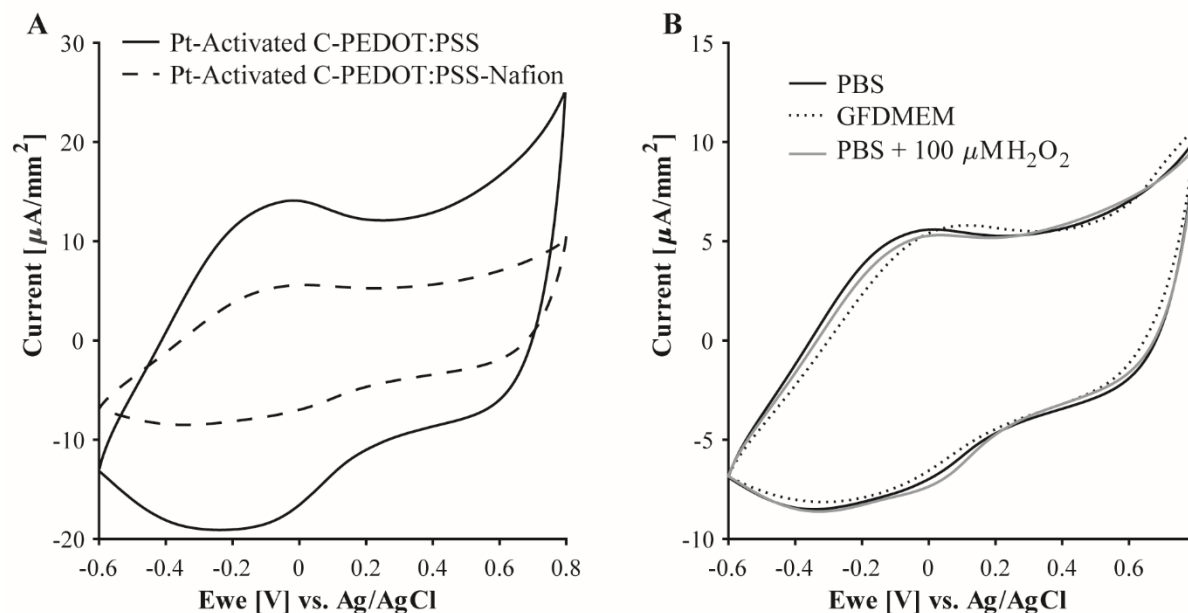 A
Pt-Activated C-PEDOT:PSS
Pt-Activated C-PEDOT:PSS-Nafion
Current [µA/mm²]
30
20
10
0
-10
-20
-0.6 -0.4 -0.2 0 0.2 0.4 0.6 0.8
Ewe [V] vs. Ag/AgCl
B
PBS
GFDMEM
PBS + 100 µM H₂O₂
Current [µA/mm²]
15
10
5
0
-5
-10
-0.6 -0.4 -0.2 0 0.2 0.4 0.6
Ewe [V] vs. Ag/AgCl